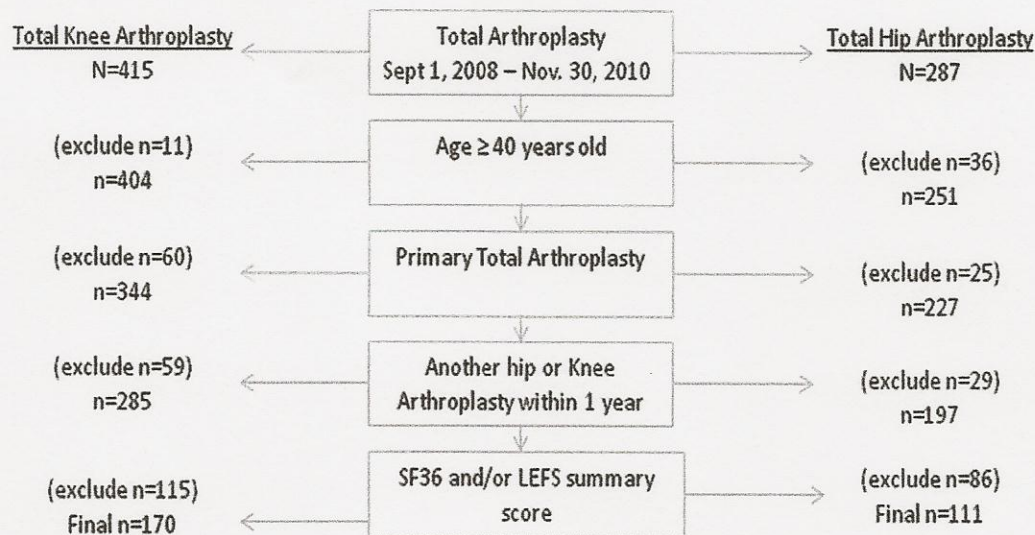 Total Knee Arthroplasty
N=415
Total Arthroplasty
Sept 1, 2008 – Nov. 30, 2010
Total Hip Arthroplasty
N=287
(exclude n=11)
n=404
Age ≥40 years old
(exclude n=36)
n=251
(exclude n=60)
n=344
Primary Total Arthroplasty
(exclude n=25)
n=227
(exclude n=59)
n=285
Another hip or Knee
Arthroplasty within 1 year
(exclude n=29)
n=197
(exclude n=115)
Final n=170
SF36 and/or LEFS summary
score
(exclude n=86)
Final n=111